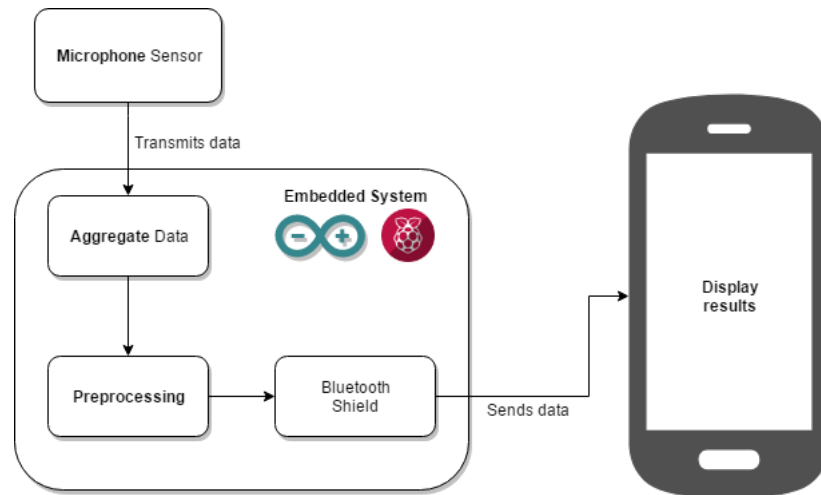 Microphone Sensor
Transmits data
Embedded System
Aggregate Data
Preprocessing
Bluetooth
Shield
Sends data
Display
results